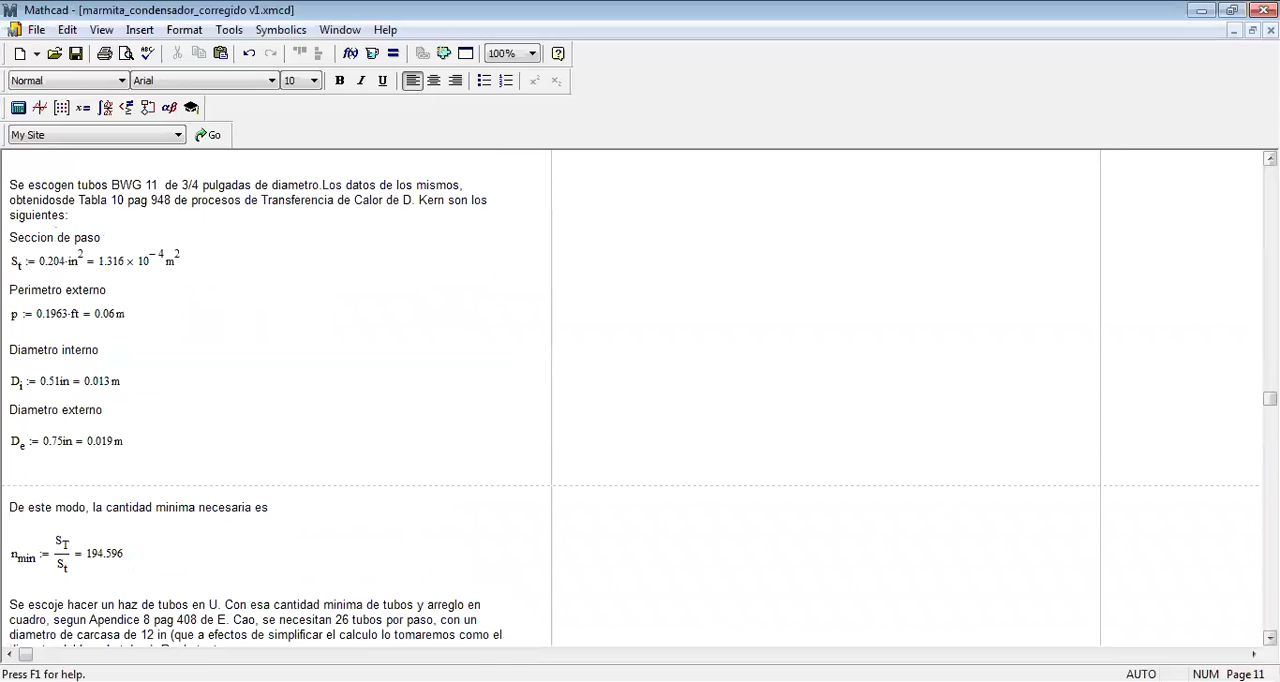 Mathcad - [marmita_condensador_corregido v1.xmcd]
File Edit View Insert Format Tools Symbolics Window Help
100%
Normal Arial 10 B I U
My Site Go
Se escogen tubos BWG 11 de 3/4 pulgadas de diametro.Los datos de los mismos,
obtenidosde Tabla 10 pag 948 de procesos de Transferencia de Calor de D. Kern son los
siguientes:
Seccion de paso
S_t := 0.204·in^2 = 1.316 × 10^-4 m^2
Perimetro externo
p := 0.1963·ft = 0.06 m
Diametro interno
D_i := 0.51in = 0.013 m
Diametro externo
D_e := 0.75in = 0.019 m
De este modo, la cantidad minima necesaria es
n_min := S_T / S_t = 194.596
Se escoje hacer un haz de tubos en U. Con esa cantidad minima de tubos y arreglo en
cuadro, segun Apendice 8 pag 408 de E. Cao, se necesitan 26 tubos por paso, con un
diametro de carcasa de 12 in (que a efectos de simplificar el calculo lo tomaremos como el
Press F1 for help. AUTO NUM Page 11